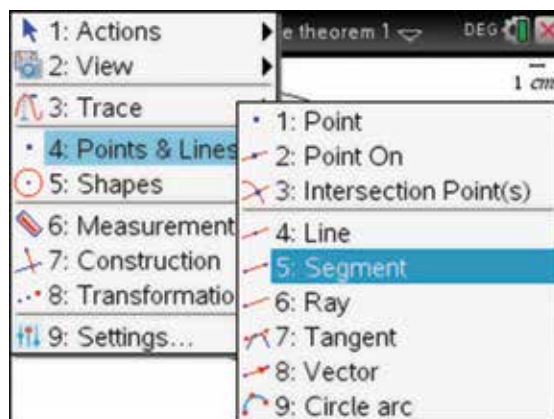 1: Actions
2: View
3: Trace
4: Points & Lines
5: Shapes
6: Measurement
7: Construction
8: Transformatio
9: Settings...
e theorem 1
DEG
1 cm
1: Point
2: Point On
3: Intersection Point(s)
4: Line
5: Segment
6: Ray
7: Tangent
8: Vector
9: Circle arc